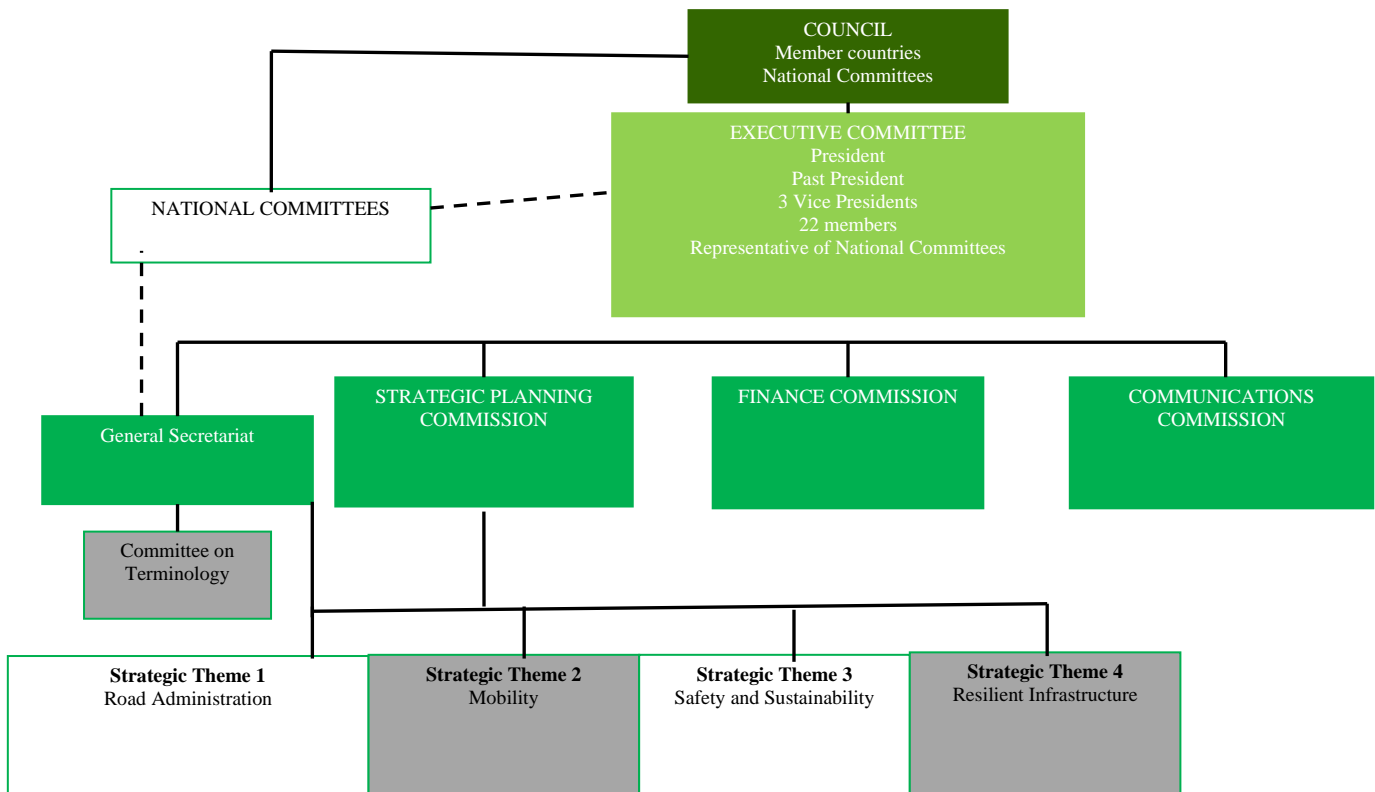 COUNCIL
Member countries
National Committees
EXECUTIVE COMMITTEE
President
Past President
3 Vice Presidents
22 members
Representative of National Committees
NATIONAL COMMITTEES
General Secretariat
STRATEGIC PLANNING
COMMISSION
FINANCE COMMISSION
COMMUNICATIONS
COMMISSION
Committee on
Terminology
Strategic Theme 1
Road Administration
Strategic Theme 2
Mobility
Strategic Theme 3
Safety and Sustainability
Strategic Theme 4
Resilient Infrastructure